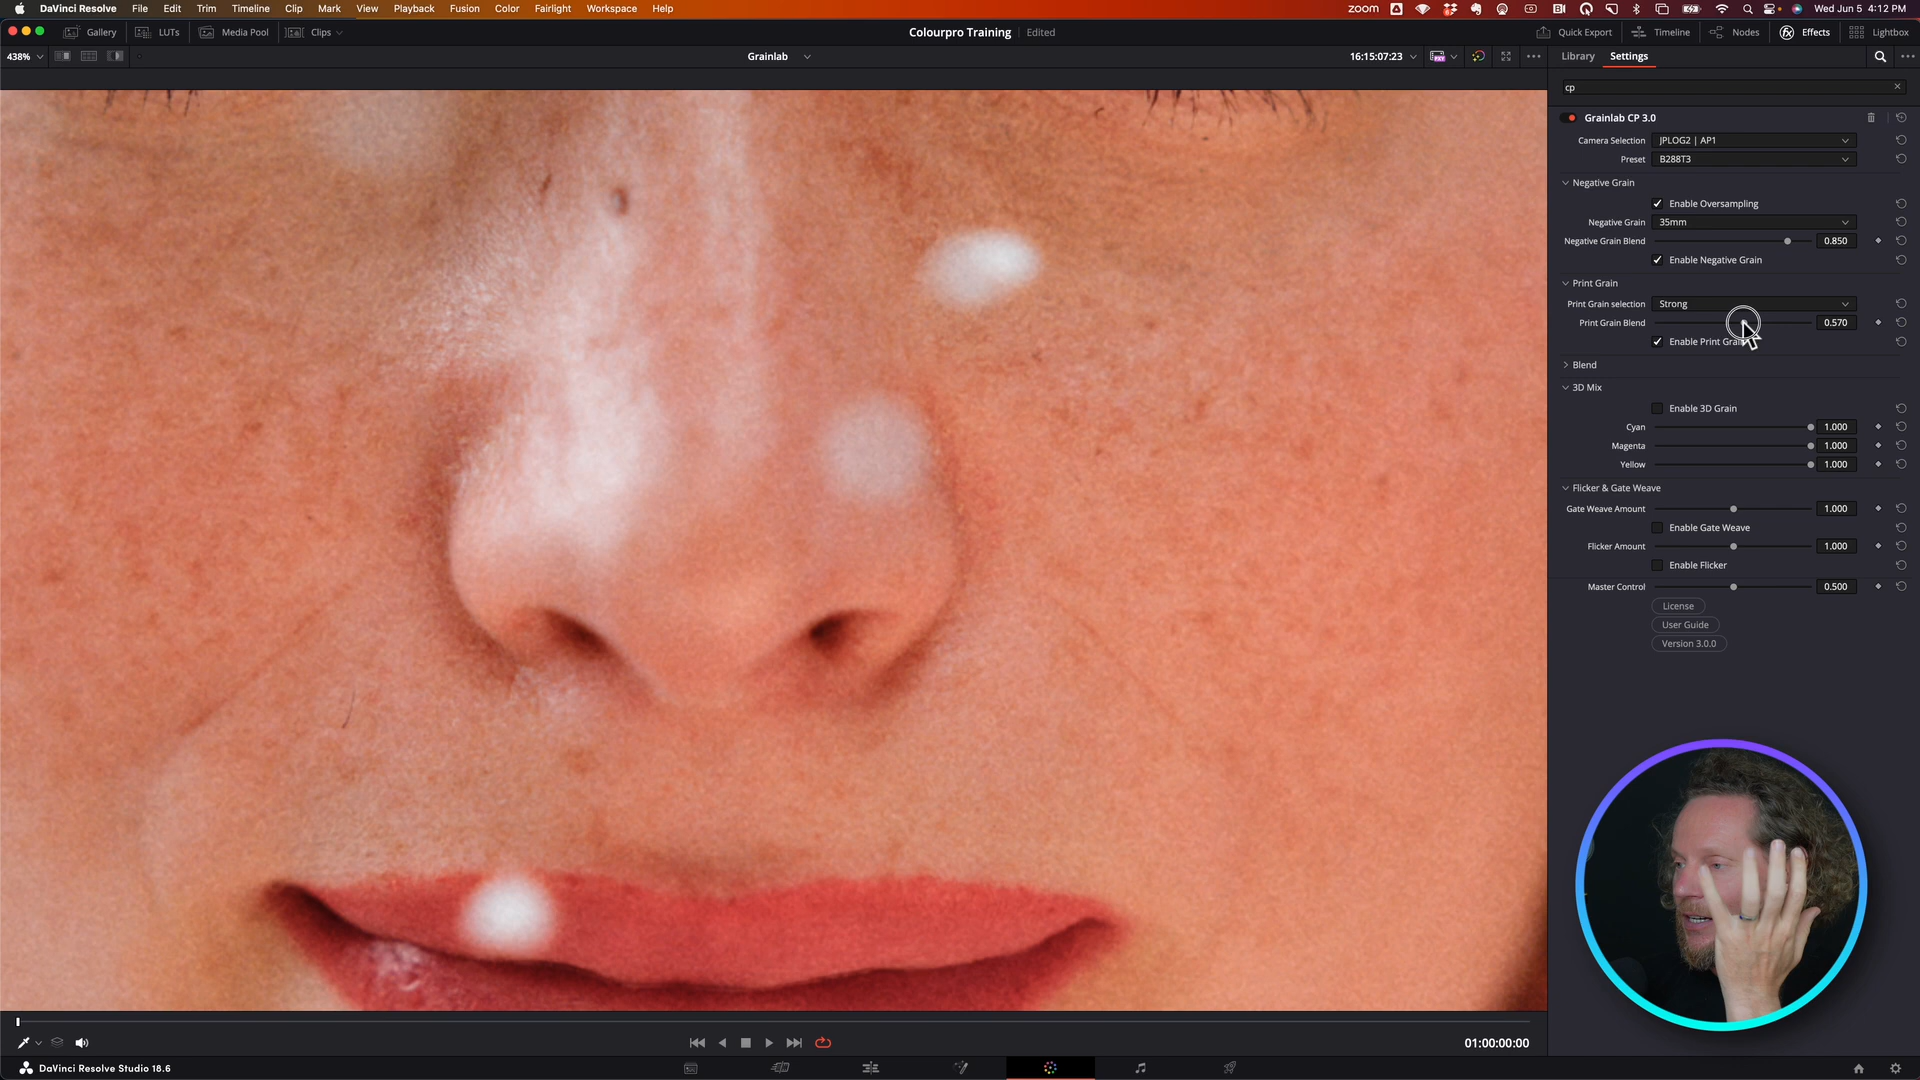 DaVinci Resolve File Edit Trim Timeline Clip Mark View Playback Fusion Color Fairlight Workspace Help zoom Wed Jun 5 4:12 PM
Gallery LUTs Media Pool Clips Colourpro Training Edited Quick Export Timeline Nodes Effects Lightbox
438% Grainlab 16:15:07:23 Library Settings
cp
Grainlab CP 3.0
Camera Selection JPLOG2 | AP1
Preset B288T3
Negative Grain
Enable Oversampling
Negative Grain 35mm
Negative Grain Blend 0.850
Enable Negative Grain
Print Grain
Print Grain selection Strong
Print Grain Blend 0.570
Enable Print Grain
Blend
3D Mix
Enable 3D Grain
Cyan 1.000
Magenta 1.000
Yellow 1.000
Flicker & Gate Weave
Gate Weave Amount 1.000
Enable Gate Weave
Flicker Amount 1.000
Enable Flicker
Master Control 0.500
License
User Guide
Version 3.0.0
01:00:00:00
DaVinci Resolve Studio 18.6